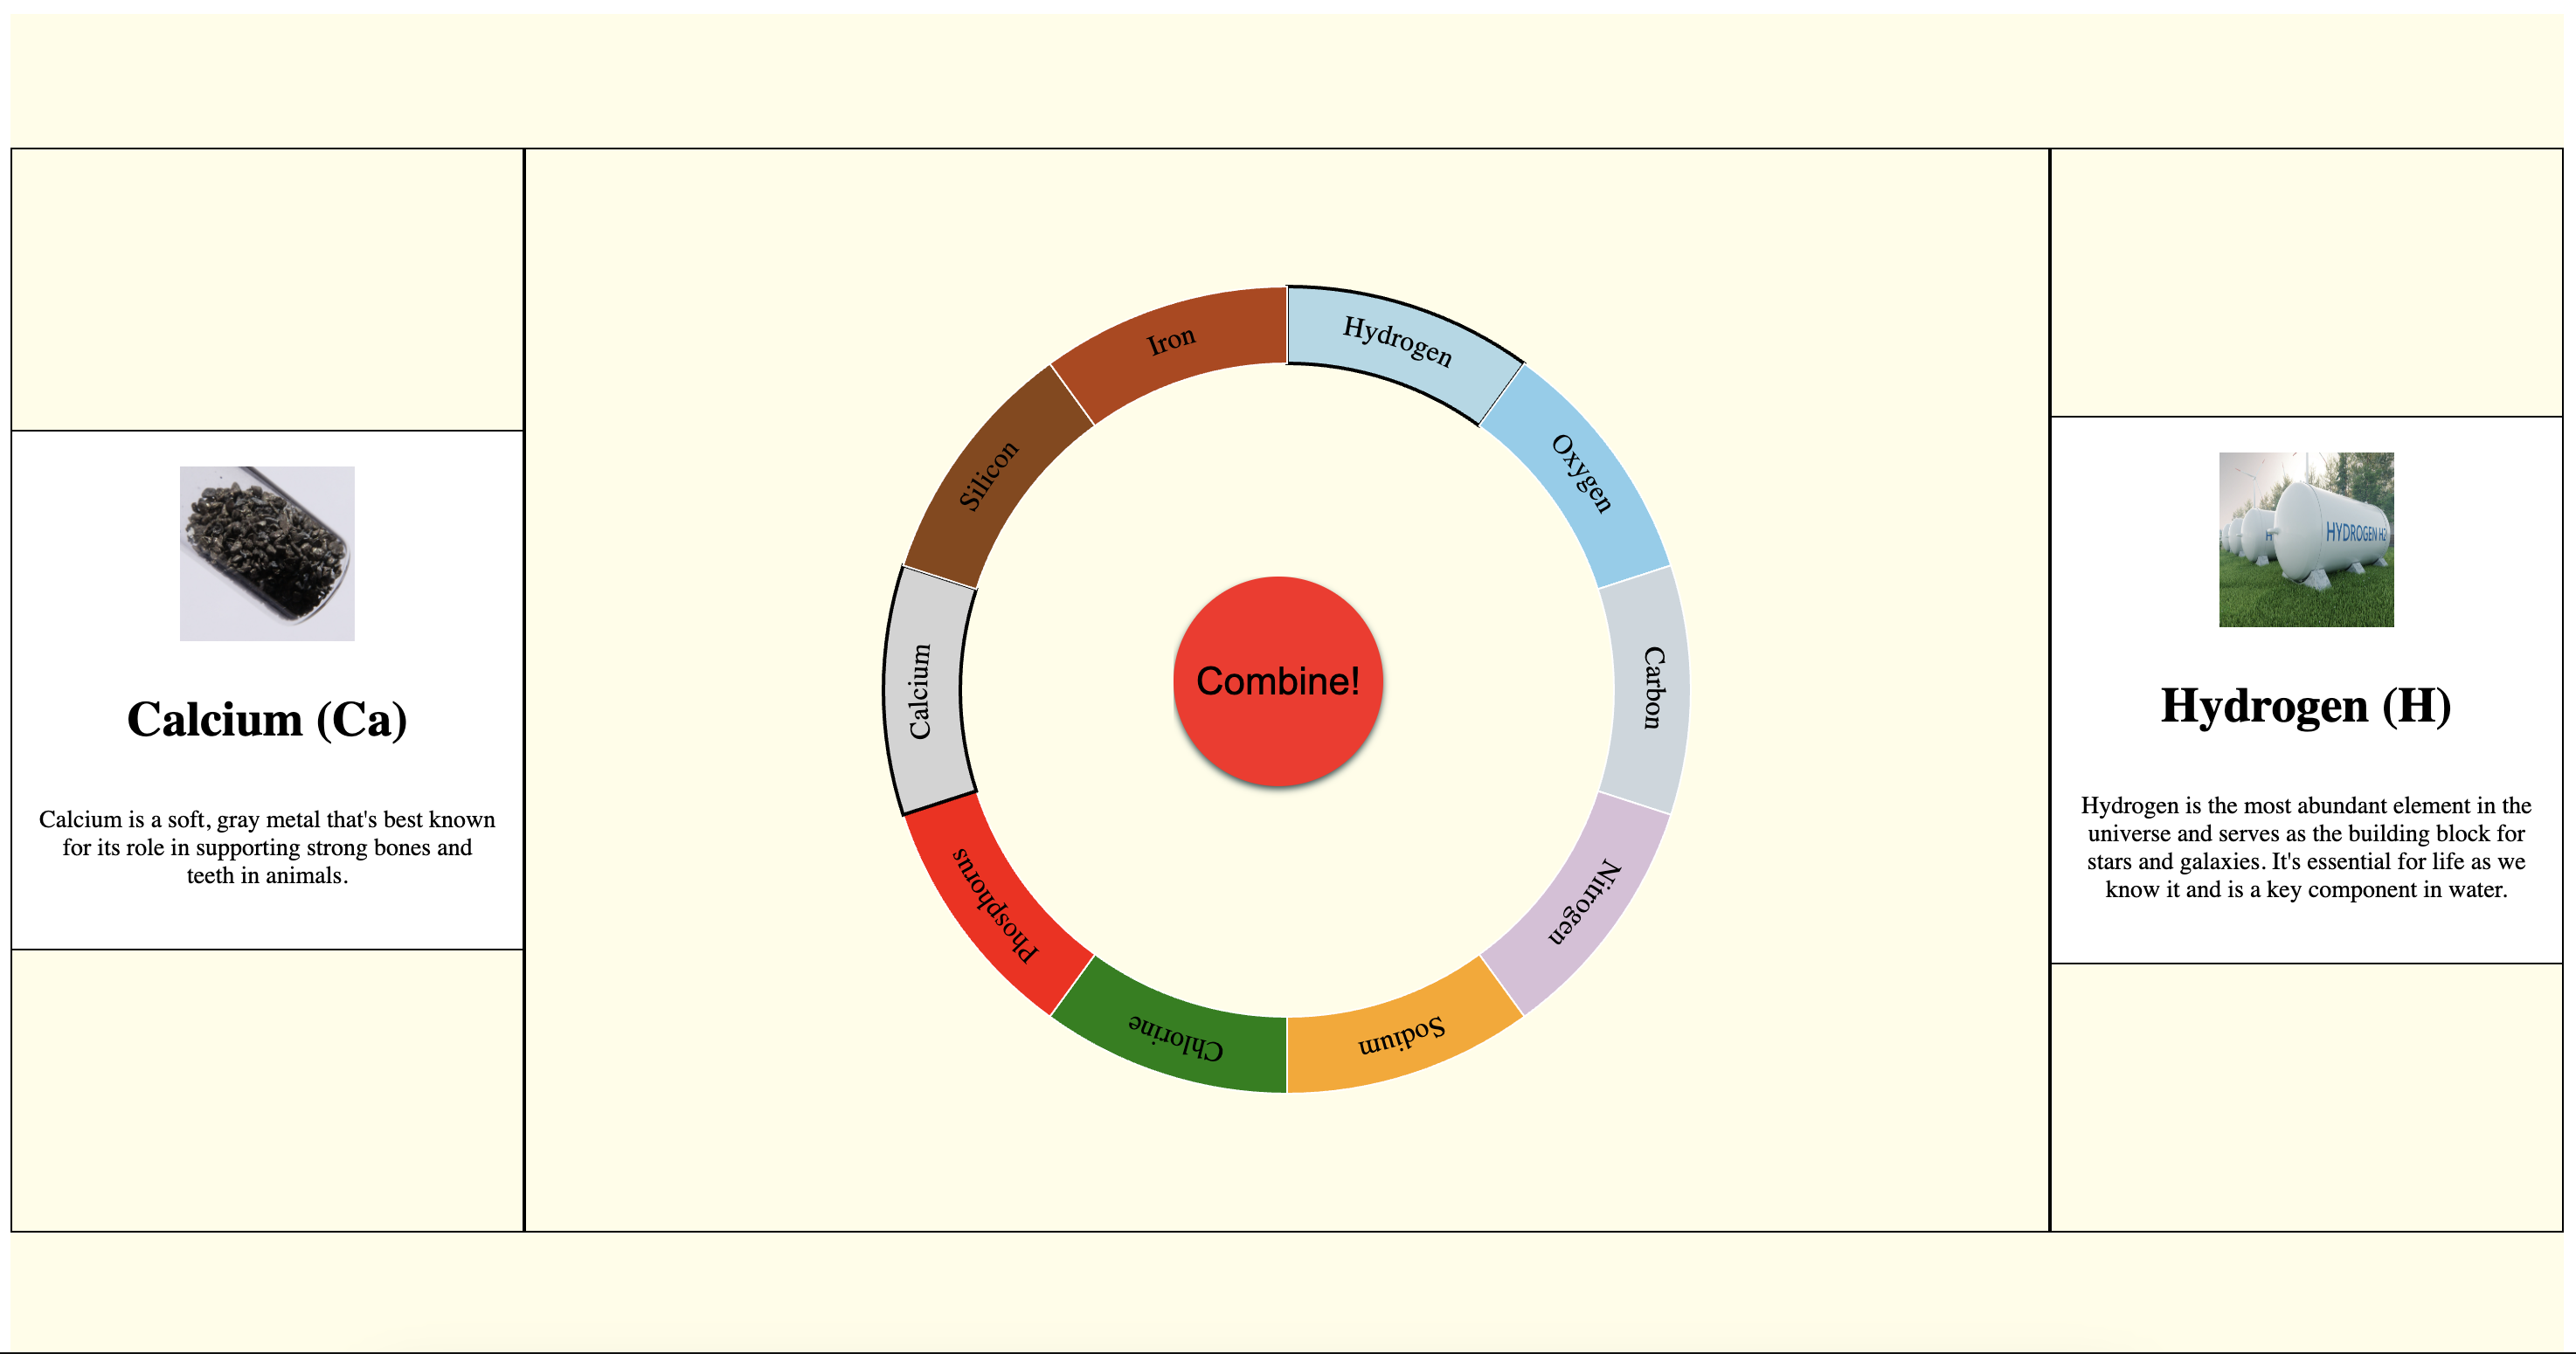 Calcium (Ca)
Calcium is a soft, gray metal that's best known
for its role in supporting strong bones and
teeth in animals.
Hydrogen
Oxygen
Carbon
Nitrogen
Sodium
Chlorine
Phosphorus
Calcium
Silicon
Iron
Combine!
HYDROGEN H2
H
Hydrogen (H)
Hydrogen is the most abundant element in the
universe and serves as the building block for
stars and galaxies. It's essential for life as we
know it and is a key component in water.